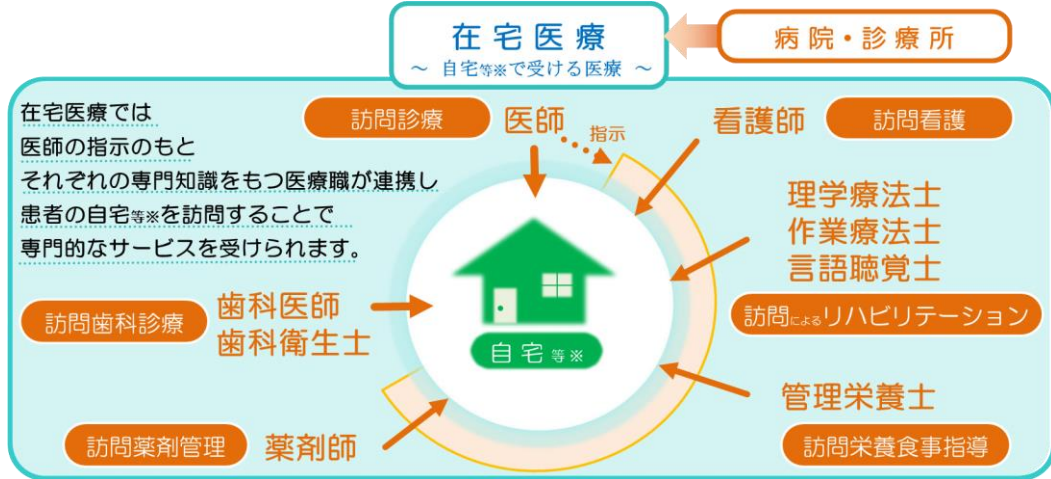 在宅医療
～ 自宅等※で受ける医療 ～
病院・診療所
在宅医療では
医師の指示のもと
それぞれの専門知識をもつ医療職が連携し
患者の自宅等※を訪問することで
専門的なサービスを受けられます。
訪問診療
医師
指示
看護師
訪問看護
理学療法士
作業療法士
言語聴覚士
訪問によるリハビリテーション
訪問歯科診療
歯科医師
歯科衛生士
自宅等※
管理栄養士
訪問栄養食事指導
訪問薬剤管理
薬剤師